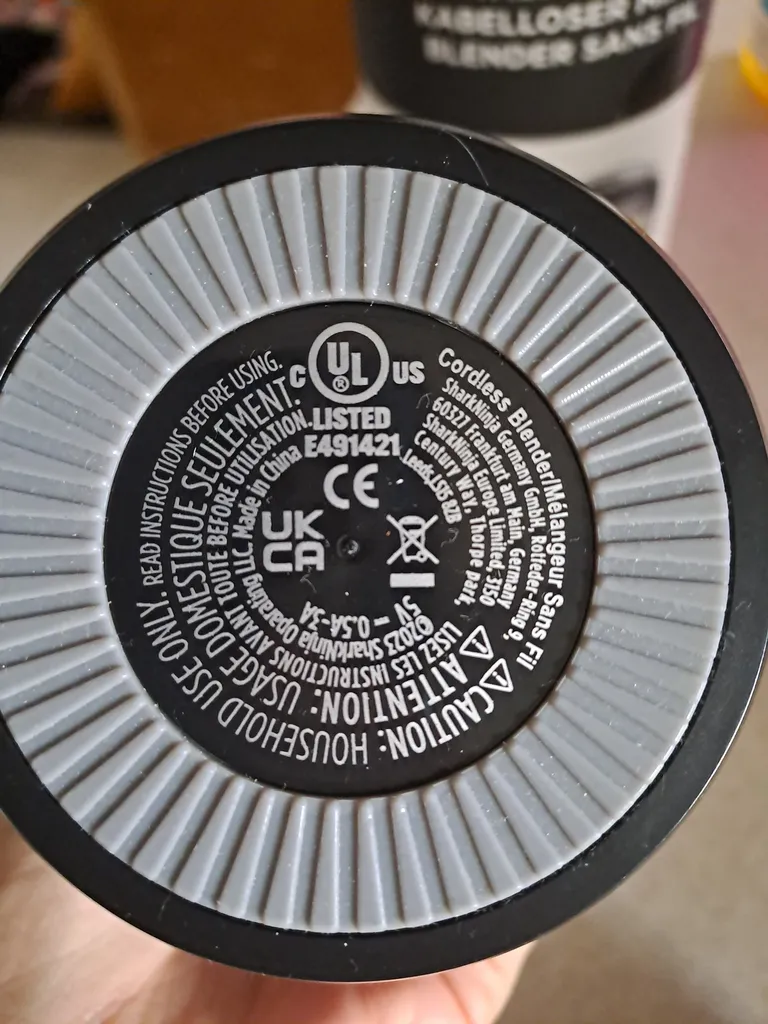 KABELLOSER
BLENDER SANS FIL
C UL ® US
LISTED
E491421
CE
UK
CA
Cordless Blender/Mélangeur Sans Fil
SharkNinja Germany GmbH, Rotfeder-Ring 9,
60327 Frankfurt am Main, Germany
SharkNinja Europe Limited, 3150
Century Way, Thorpe park,
Leeds, LS15 8ZB
⚠CAUTION: HOUSEHOLD USE ONLY. READ INSTRUCTIONS BEFORE USING.
⚠ATTENTION: USAGE DOMESTIQUE SEULEMENT.
LISEZ LES INSTRUCTIONS AVANT TOUTE BEFORE UTILISATION.
©2023 SharkNinja Operating LLC. Made in China
5V ⎓ 0.5A-3A